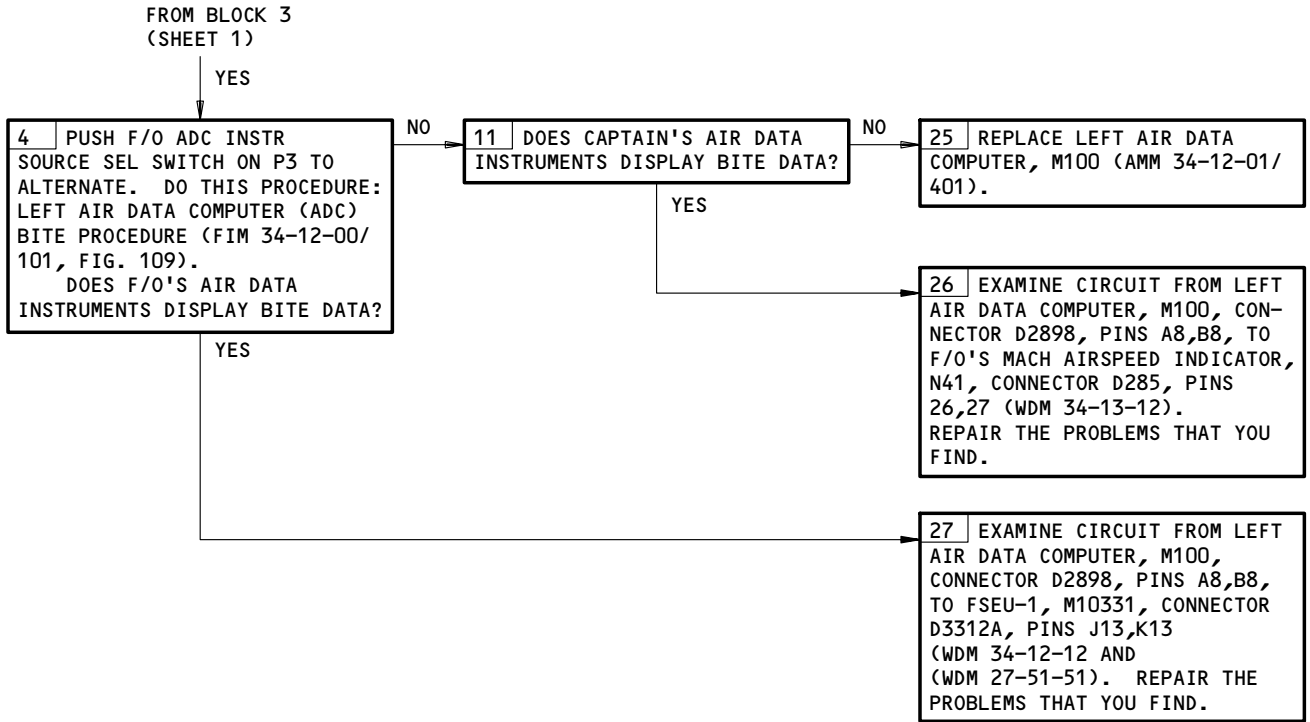 FROM BLOCK 3
(SHEET 1)
YES
4 PUSH F/O ADC INSTR
SOURCE SEL SWITCH ON P3 TO
ALTERNATE. DO THIS PROCEDURE:
LEFT AIR DATA COMPUTER (ADC)
BITE PROCEDURE (FIM 34-12-00/
101, FIG. 109).
DOES F/O'S AIR DATA
INSTRUMENTS DISPLAY BITE DATA?
NO
11 DOES CAPTAIN'S AIR DATA
INSTRUMENTS DISPLAY BITE DATA?
NO
25 REPLACE LEFT AIR DATA
COMPUTER, M100 (AMM 34-12-01/
401).
YES
26 EXAMINE CIRCUIT FROM LEFT
AIR DATA COMPUTER, M100, CON-
NECTOR D2898, PINS A8,B8, TO
F/O'S MACH AIRSPEED INDICATOR,
N41, CONNECTOR D285, PINS
26,27 (WDM 34-13-12).
REPAIR THE PROBLEMS THAT YOU
FIND.
YES
27 EXAMINE CIRCUIT FROM LEFT
AIR DATA COMPUTER, M100,
CONNECTOR D2898, PINS A8,B8,
TO FSEU-1, M10331, CONNECTOR
D3312A, PINS J13,K13
(WDM 34-12-12 AND
(WDM 27-51-51). REPAIR THE
PROBLEMS THAT YOU FIND.